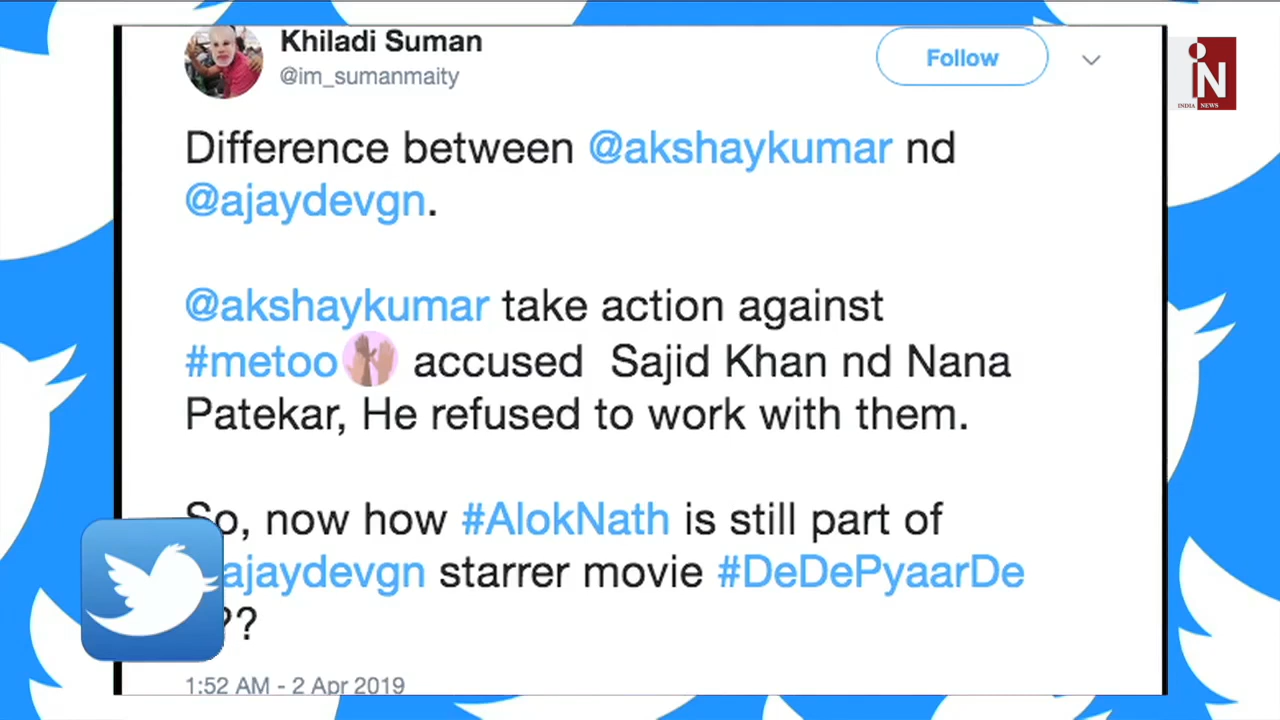 Khiladi Suman
@im_sumanmaity
Follow
iN
INDIA NEWS
Difference between @akshaykumar nd
@ajaydevgn.
@akshaykumar take action against
#metoo accused Sajid Khan nd Nana
Patekar, He refused to work with them.
So, now how #AlokNath is still part of
ajaydevgn starrer movie #DeDePyaarDe
??
1:52 AM - 2 Apr 2019